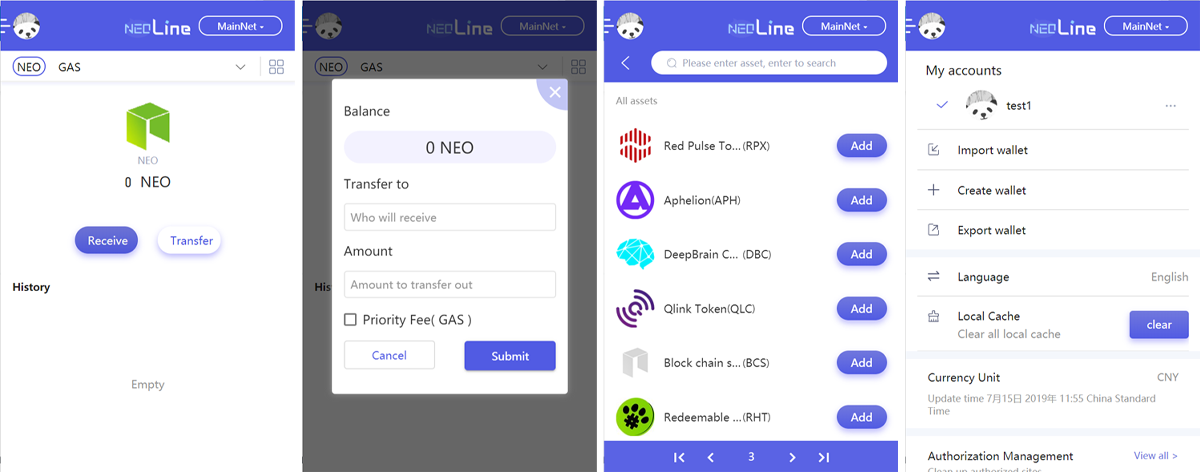 NEOLine
MainNet
NEO GAS
NEO
0 NEO
Receive Transfer
History
Empty
NEOLine
MainNet
NEO GAS
Balance
0 NEO
Transfer to
Who will receive
Amount
Amount to transfer out
His
Priority Fee( GAS )
Cancel Submit
NEOLine
MainNet
Please enter asset, enter to search
All assets
Red Pulse To...(RPX) Add
Aphelion(APH) Add
DeepBrain C... (DBC) Add
Qlink Token(QLC) Add
Block chain s...(BCS) Add
Redeemable ...(RHT) Add
3
NEOLine
MainNet
My accounts
test1 ...
Import wallet
Create wallet
Export wallet
Language English
Local Cache
Clear all local cache
clear
Currency Unit CNY
Update time 7月15日 2019年 11:55 China Standard
Time
Authorization Management View all >
Clean up authorized sites